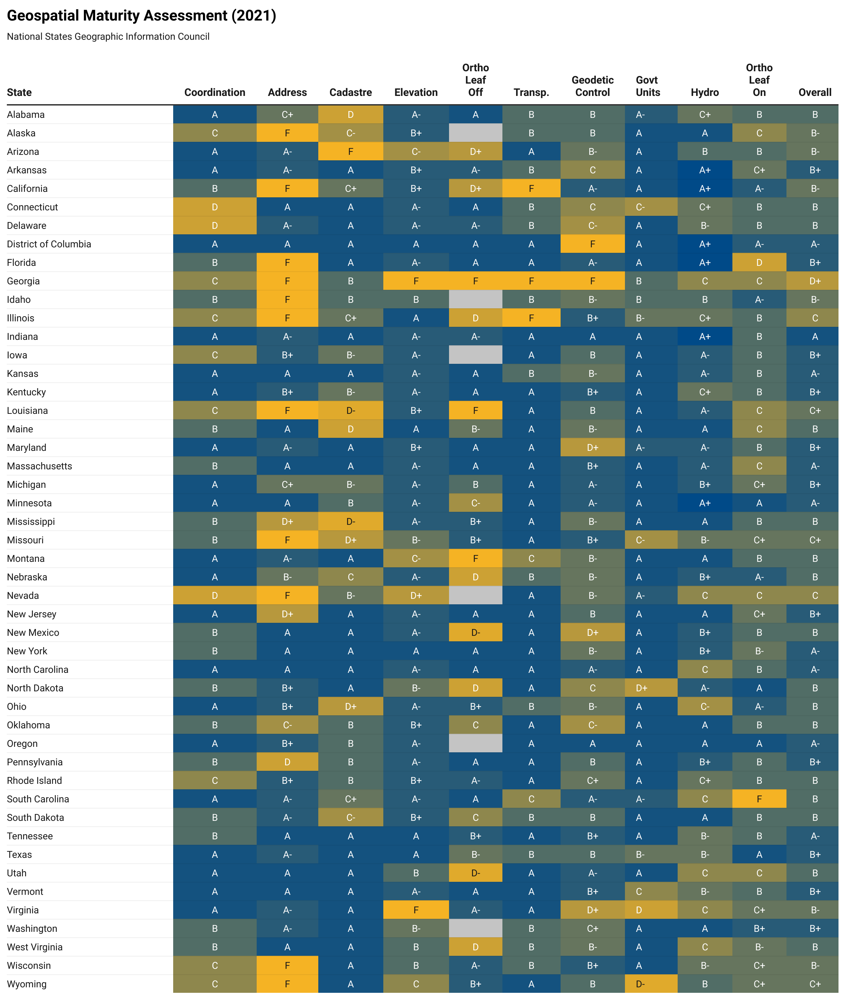 Geospatial Maturity Assessment (2021)
National States Geographic Information Council
Ortho Ortho
Leaf Geodetic Govt Leaf
State Coordination Address Cadastre Elevation Off Transp. Control Units Hydro On Overall
Alabama A C+ D A- A B B A- C+ B B
Alaska C F C- B+ B B A A C B-
Arizona A A- F C- D+ A B- A B B B-
Arkansas A A- A B+ A- B C A A+ C+ B+
California B F C+ B+ D+ F A- A A+ A- B-
Connecticut D A A A- A B C C- C+ B B
Delaware D A- A A- A- B C- A B- B B
District of Columbia A A A A A A F A A+ A- A-
Florida B F A A- A A A- A A+ D B+
Georgia C F B F F F F B C C D+
Idaho B F B B B B- B B A- B-
Illinois C F C+ A D F B+ B- C+ B C
Indiana A A- A A- A- A A A A+ B A
Iowa C B+ B- A- A B A A- B B+
Kansas A A A A- A B B- A A- B A-
Kentucky A B+ B- A- A A B+ A C+ B B+
Louisiana C F D- B+ F A B A A- C C+
Maine B A D A B- A B- A A C B
Maryland A A- A B+ A A D+ A- A- B B+
Massachusetts B A A A- A A B+ A A- C A-
Michigan A C+ B- A- B A A- A B+ C+ B+
Minnesota A A B A- C- A A- A A+ A A-
Mississippi B D+ D- A- B+ A B- A A B B
Missouri B F D+ B- B+ A B+ C- B- C+ C+
Montana A A- A C- F C B- A A B B
Nebraska A B- C A- D B B- A B+ A- B
Nevada D F B- D+ A B- A- C C C
New Jersey A D+ A A- A A B A A C+ B+
New Mexico B A A A- D- A D+ A B+ B B
New York B A A A A A B- A B+ B- A-
North Carolina A A A A- A A A- A C B A-
North Dakota B B+ A B- D A C D+ A- A B
Ohio A B+ D+ A- B+ B B- A C- A- B
Oklahoma B C- B B+ C A C- A A B B
Oregon A B+ B A- A A A A A A-
Pennsylvania B D B A- A A B A B+ B B+
Rhode Island C B+ B B+ A- A C+ A C+ B B
South Carolina A A- C+ A- A C A- A- C F B
South Dakota B A- C- B+ C B B A A B B
Tennessee B A A A B+ A B+ A B- B A-
Texas A A- A A B- B B B- B- A B+
Utah A A A B D- A A- A C C B
Vermont A A A A- A A B+ C B- B B+
Virginia A A- A F A- A D+ D C C+ B-
Washington B A- A B- B C+ A A B+ B+
West Virginia B A A B D B B- A C B- B
Wisconsin C F A B A- B B+ A B- C+ B-
Wyoming C F A C B+ A B D- B C+ C+